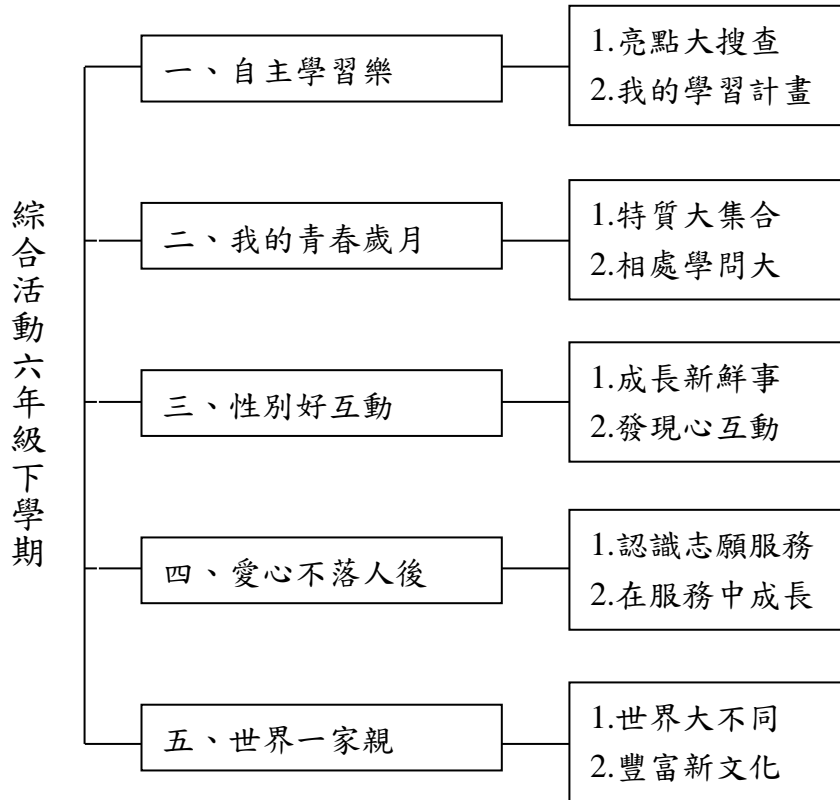 綜合活動六年級下學期
一、自主學習樂
1.亮點大搜查
2.我的學習計畫
二、我的青春歲月
1.特質大集合
2.相處學問大
三、性別好互動
1.成長新鮮事
2.發現心互動
四、愛心不落人後
1.認識志願服務
2.在服務中成長
五、世界一家親
1.世界大不同
2.豐富新文化